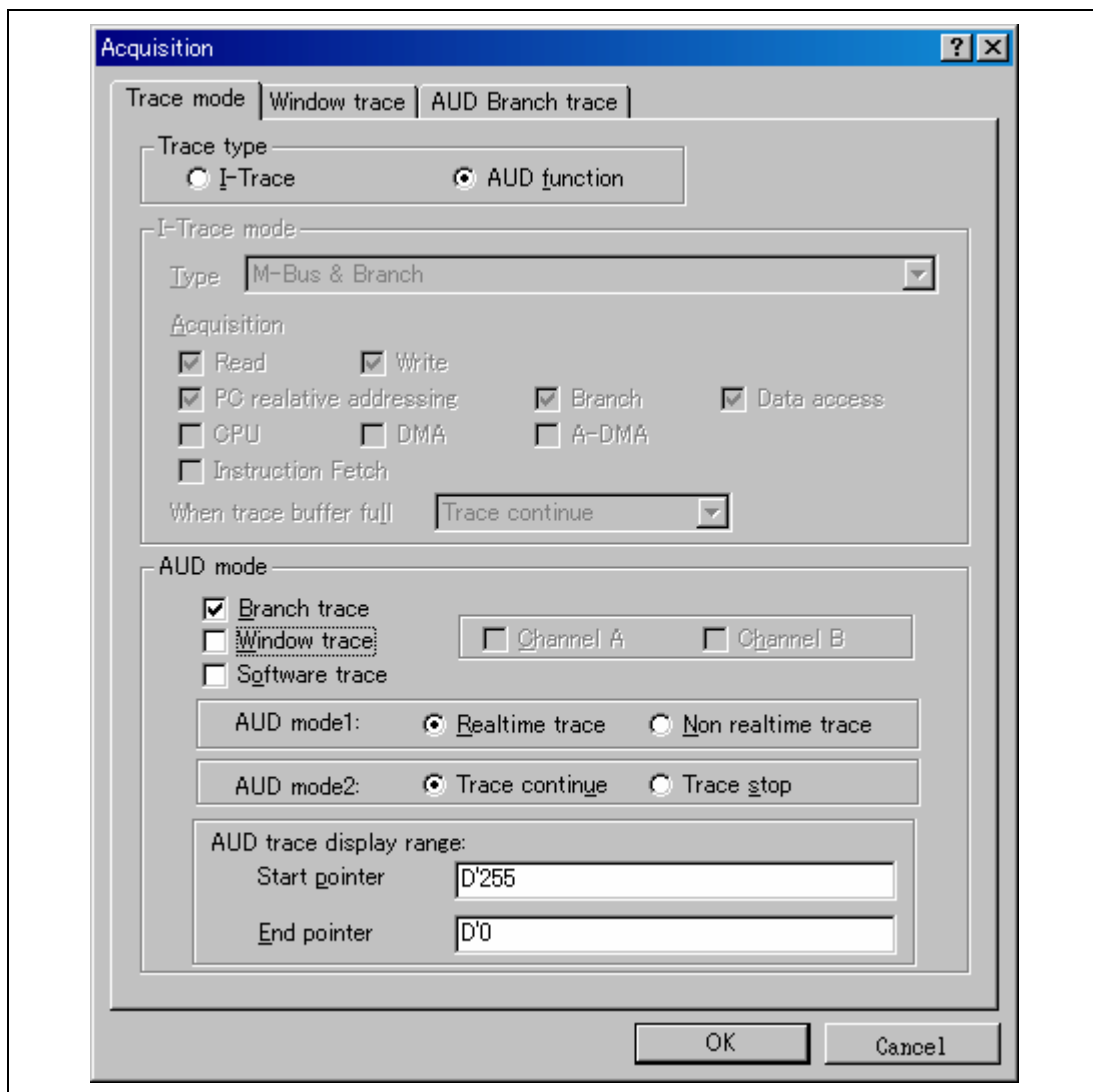 Acquisition
Trace mode Window trace AUD Branch trace
Trace type
I-Trace AUD function
I-Trace mode
Type M-Bus & Branch
Acquisition
Read Write
PC realative addressing Branch Data access
CPU DMA A-DMA
Instruction Fetch
When trace buffer full Trace continue
AUD mode
Branch trace
Window trace Channel A Channel B
Software trace
AUD mode1: Realtime trace Non realtime trace
AUD mode2: Trace continue Trace stop
AUD trace display range:
Start pointer D'255
End pointer D'0
OK Cancel